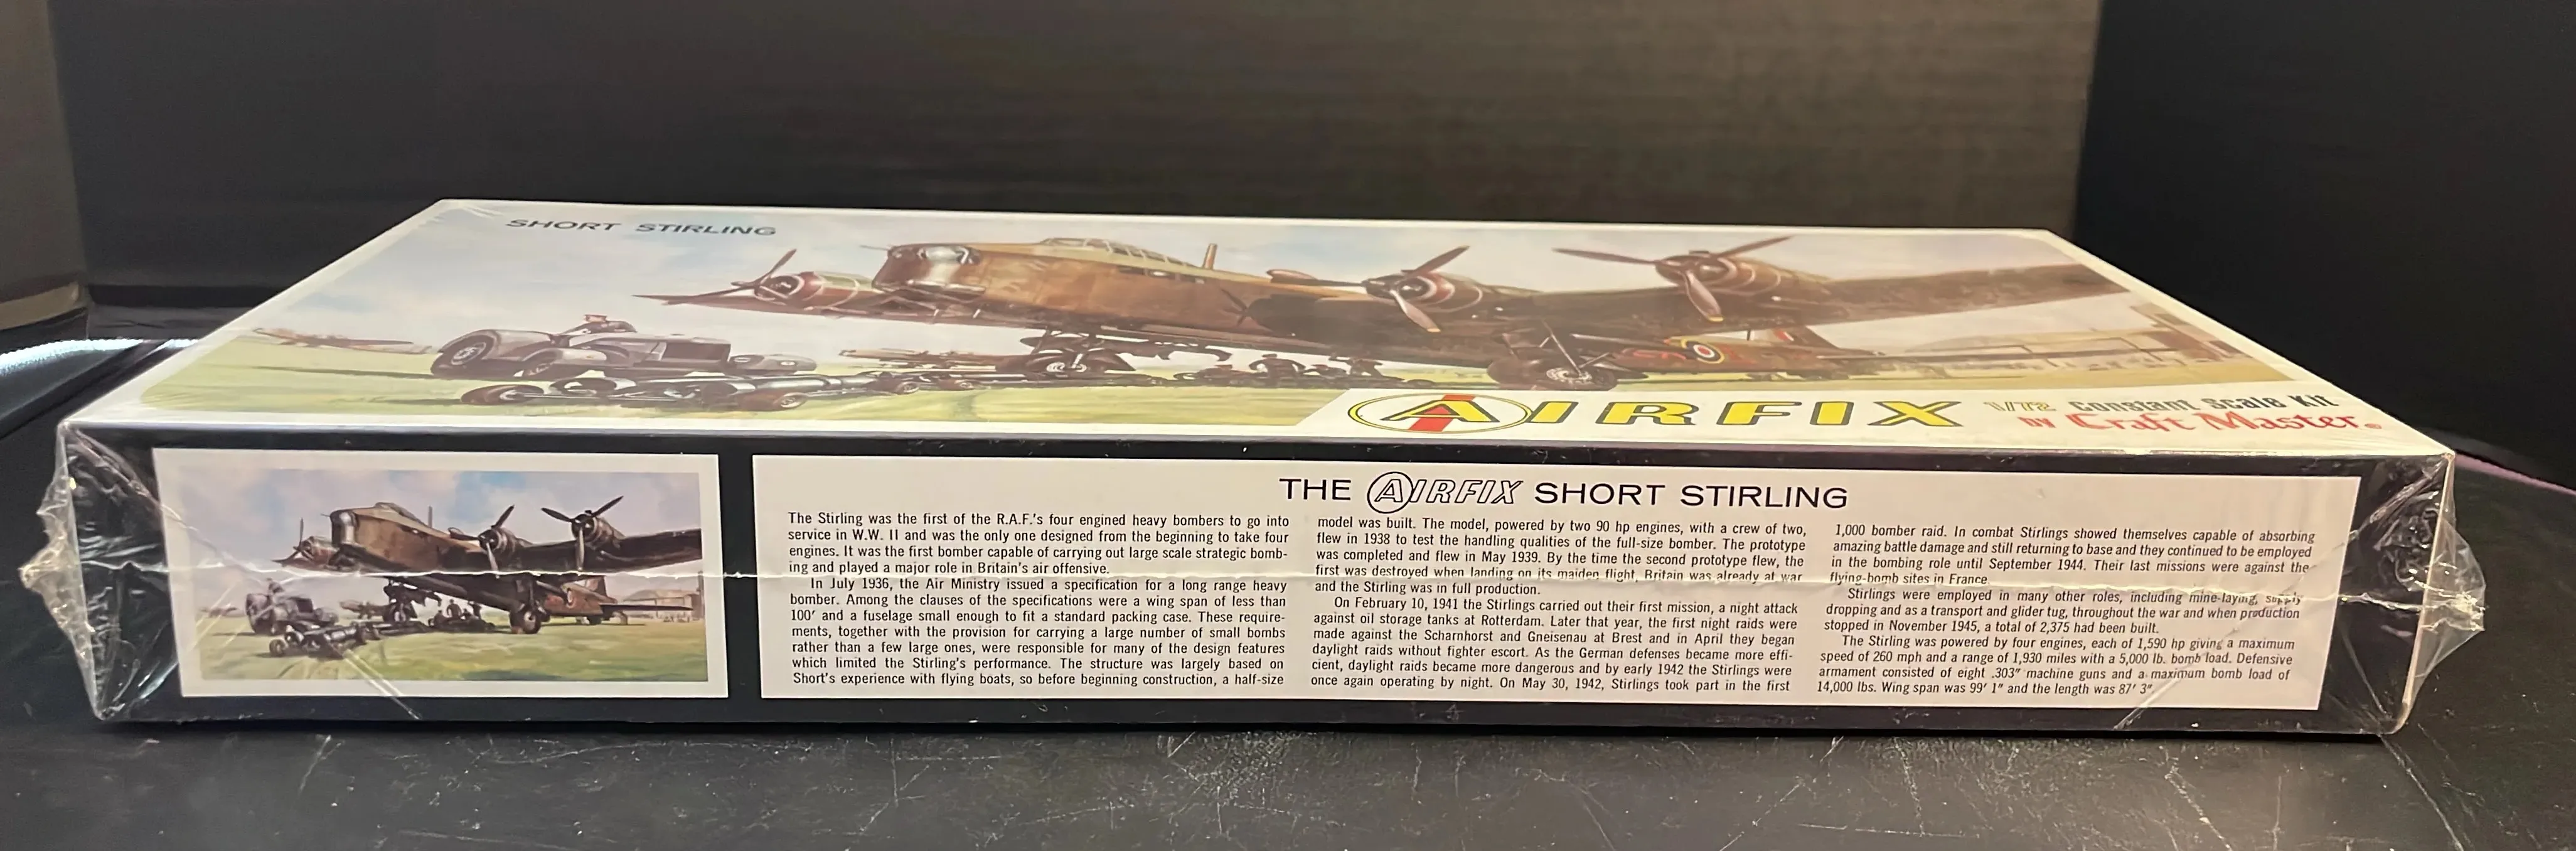 SHORT STIRLING
AIRFIX 1/72 Constant Scale Kit
by Craft Master®
THE AIRFIX SHORT STIRLING
The Stirling was the first of the R.A.F.'s four engined heavy bombers to go into
service in W.W. II and was the only one designed from the beginning to take four
engines. It was the first bomber capable of carrying out large scale strategic bomb-
ing and played a major role in Britain's air offensive.
In July 1936, the Air Ministry issued a specification for a long range heavy
bomber. Among the clauses of the specifications were a wing span of less than
100' and a fuselage small enough to fit a standard packing case. These require-
ments, together with the provision for carrying a large number of small bombs
rather than a few large ones, were responsible for many of the design features
which limited the Stirling's performance. The structure was largely based on
Short's experience with flying boats, so before beginning construction, a half-size
model was built. The model, powered by two 90 hp engines, with a crew of two,
flew in 1938 to test the handling qualities of the full-size bomber. The prototype
was completed and flew in May 1939. By the time the second prototype flew, the
first was destroyed when landing on its maiden flight, Britain was already at war
and the Stirling was in full production.
On February 10, 1941 the Stirlings carried out their first mission, a night attack
against oil storage tanks at Rotterdam. Later that year, the first night raids were
made against the Scharnhorst and Gneisenau at Brest and in April they began
daylight raids without fighter escort. As the German defenses became more effi-
cient, daylight raids became more dangerous and by early 1942 the Stirlings were
once again operating by night. On May 30, 1942, Stirlings took part in the first
1,000 bomber raid. In combat Stirlings showed themselves capable of absorbing
amazing battle damage and still returning to base and they continued to be employed
in the bombing role until September 1944. Their last missions were against the
flying-bomb sites in France.
Stirlings were employed in many other roles, including mine-laying, supply
dropping and as a transport and glider tug, throughout the war and when production
stopped in November 1945, a total of 2,375 had been built.
The Stirling was powered by four engines, each of 1,590 hp giving a maximum
speed of 260 mph and a range of 1,930 miles with a 5,000 lb. bomb load. Defensive
armament consisted of eight .303" machine guns and a maximum bomb load of
14,000 lbs. Wing span was 99' 1" and the length was 87' 3"